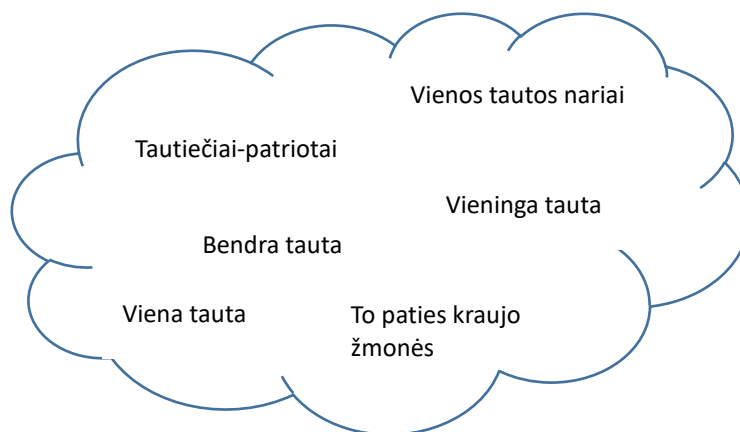 Vienos tautos nariai
Tautiečiai-patriotai
Vieninga tauta
Bendra tauta
Viena tauta
To paties kraujo
žmonės